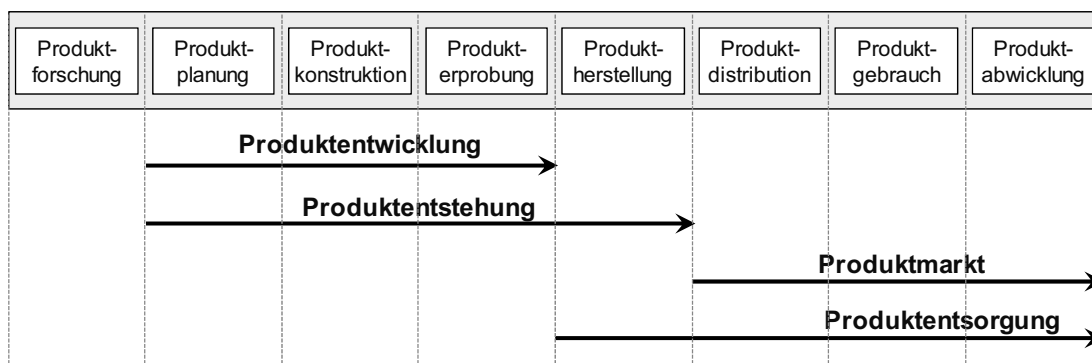 Produkt-
forschung
Produkt-
planung
Produkt-
konstruktion
Produkt-
erprobung
Produkt-
herstellung
Produkt-
distribution
Produkt-
gebrauch
Produkt-
abwicklung
Produktentwicklung
Produktentstehung
Produktmarkt
Produktentsorgung